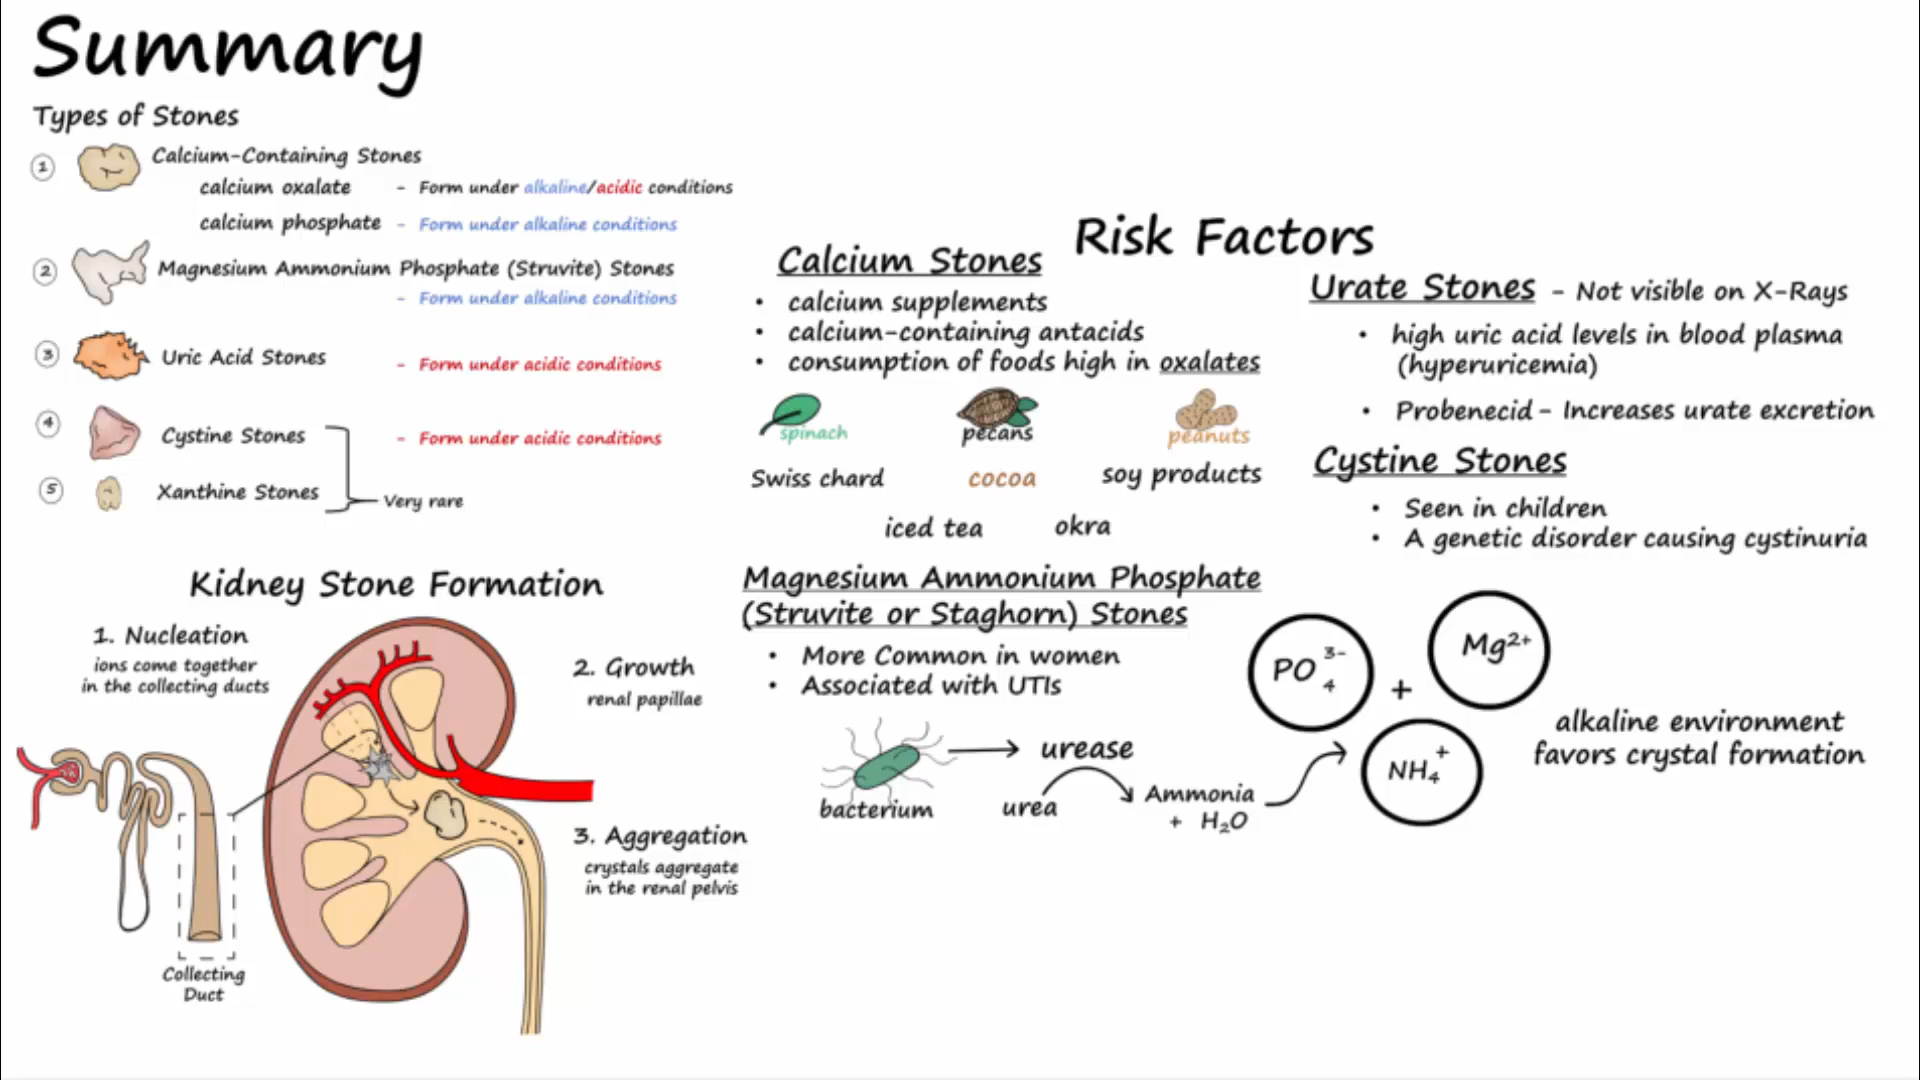 Summary
Types of Stones
1
Calcium-Containing Stones
calcium oxalate - Form under alkaline/acidic conditions
calcium phosphate - Form under alkaline conditions
2
Magnesium Ammonium Phosphate (Struvite) Stones
- Form under alkaline conditions
3
Uric Acid Stones - Form under acidic conditions
4
Cystine Stones - Form under acidic conditions
5
Xanthine Stones
Very rare
Kidney Stone Formation
1. Nucleation
ions come together
in the collecting ducts
2. Growth
renal papillae
3. Aggregation
crystals aggregate
in the renal pelvis
Collecting
Duct
Risk Factors
Calcium Stones
• calcium supplements
• calcium-containing antacids
• consumption of foods high in oxalates
spinach
pecans
peanuts
Swiss chard
cocoa
soy products
iced tea
okra
Magnesium Ammonium Phosphate
(Struvite or Staghorn) Stones
• More Common in women
• Associated with UTIs
bacterium
urease
urea
Ammonia
+ H₂O
Urate Stones - Not visible on X-Rays
• high uric acid levels in blood plasma
(hyperuricemia)
• Probenecid - Increases urate excretion
Cystine Stones
• Seen in children
• A genetic disorder causing cystinuria
PO₄³⁻
+
Mg²⁺
NH₄⁺
alkaline environment
favors crystal formation